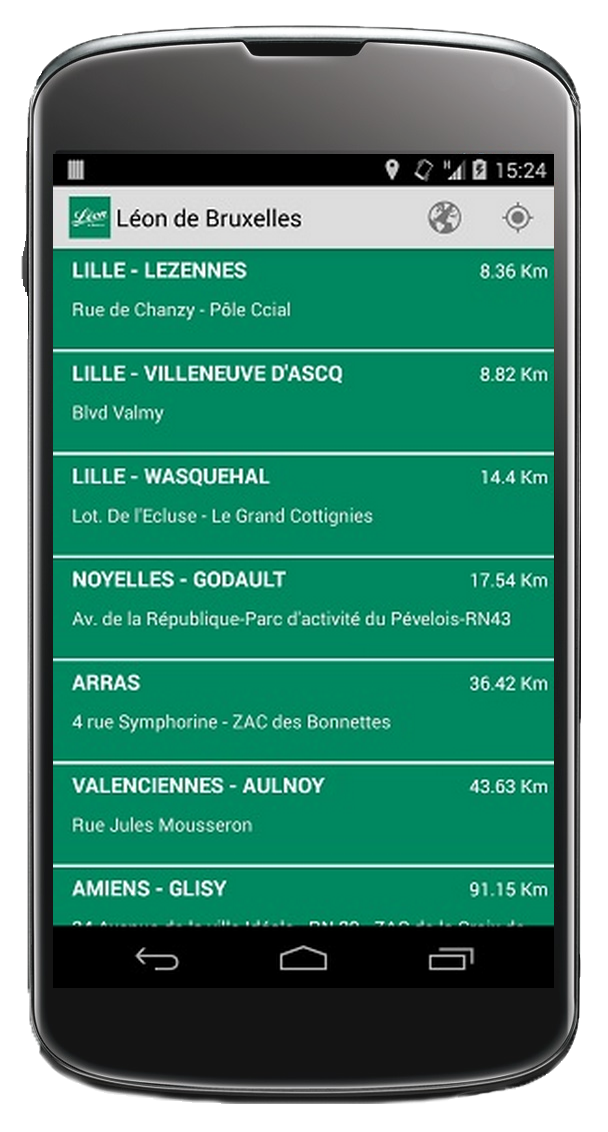 H 15:24
Léon Léon de Bruxelles
LILLE - LEZENNES 8.36 Km
Rue de Chanzy - Pôle Ccial
LILLE - VILLENEUVE D'ASCQ 8.82 Km
Blvd Valmy
LILLE - WASQUEHAL 14.4 Km
Lot. De l'Ecluse - Le Grand Cottignies
NOYELLES - GODAULT 17.54 Km
Av. de la République-Parc d'activité du Pévelois-RN43
ARRAS 36.42 Km
4 rue Symphorine - ZAC des Bonnettes
VALENCIENNES - AULNOY 43.63 Km
Rue Jules Mousseron
AMIENS - GLISY 91.15 Km